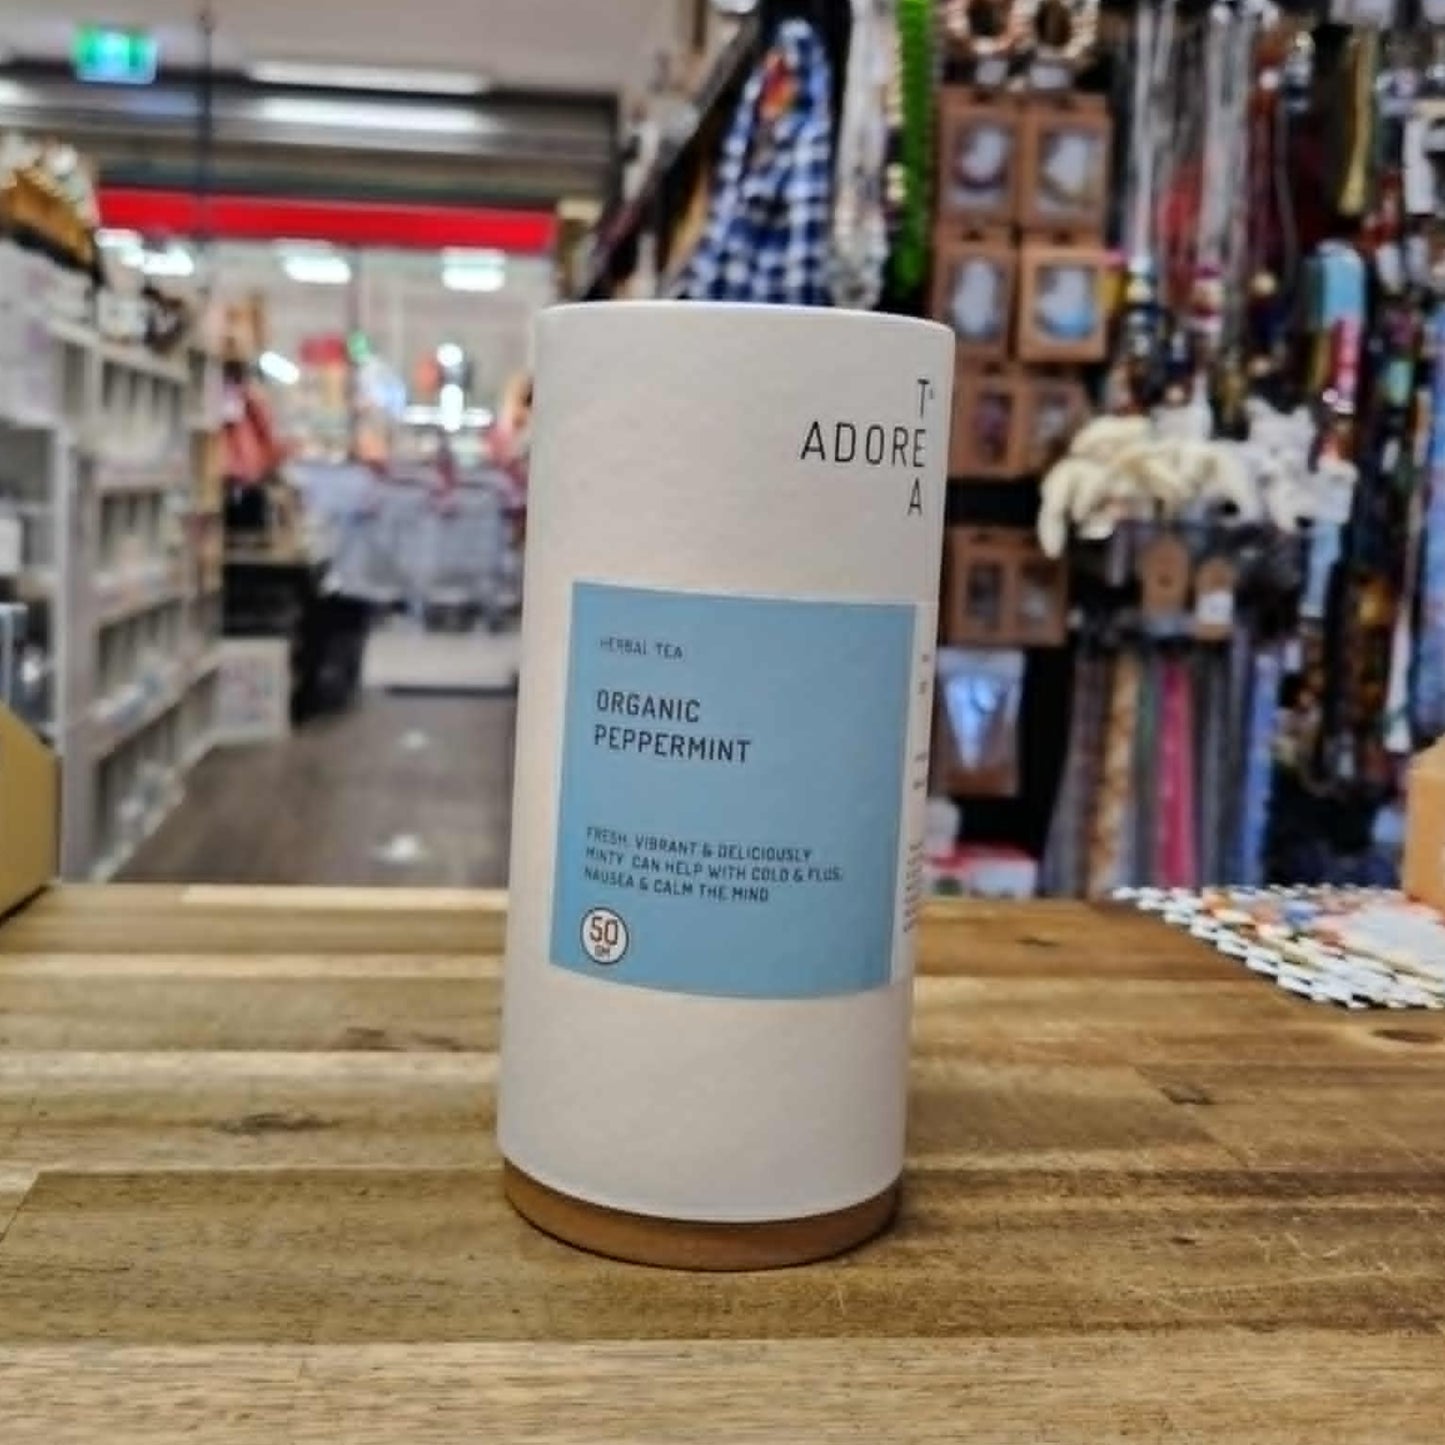 T
ADORE
A
HERBAL TEA
ORGANIC
PEPPERMINT
FRESH, VIBRANT & DELICIOUSLY
MINTY. CAN HELP WITH COLD & FLUS,
NAUSEA & CALM THE MIND
50
GM